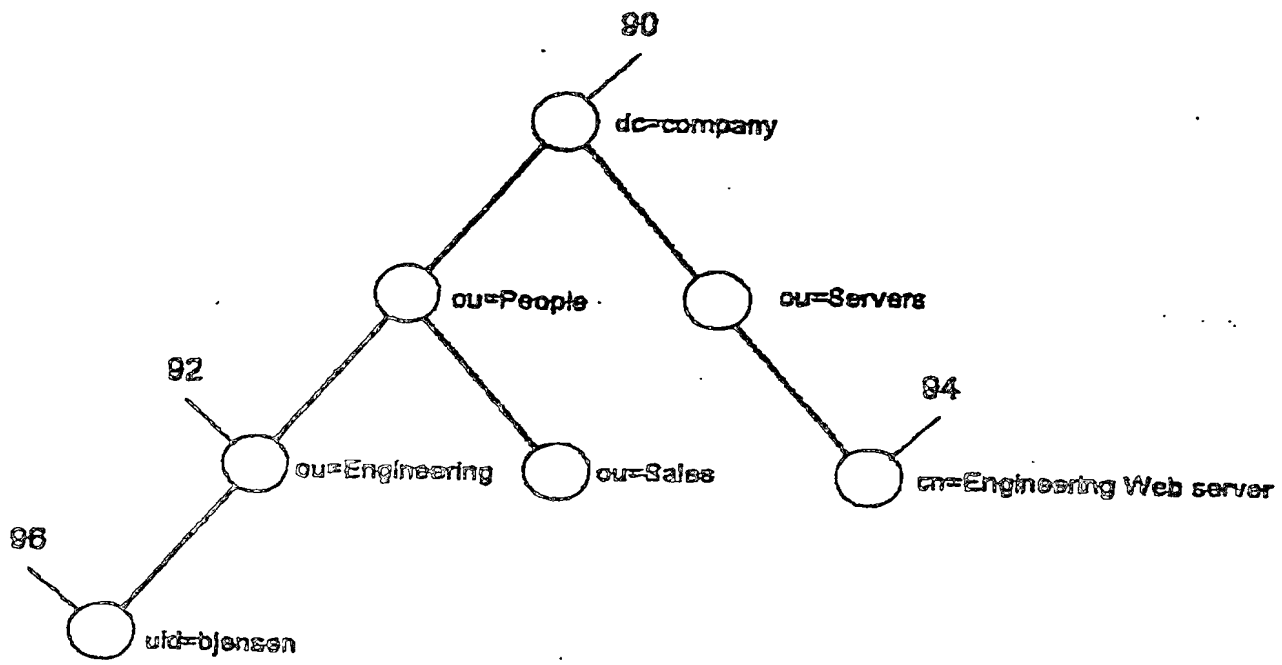 90
dc=company
ou=People
ou=Servers
92
94
ou=Engineering
ou=Sales
cn=Engineering Web server
96
uid=bjensen